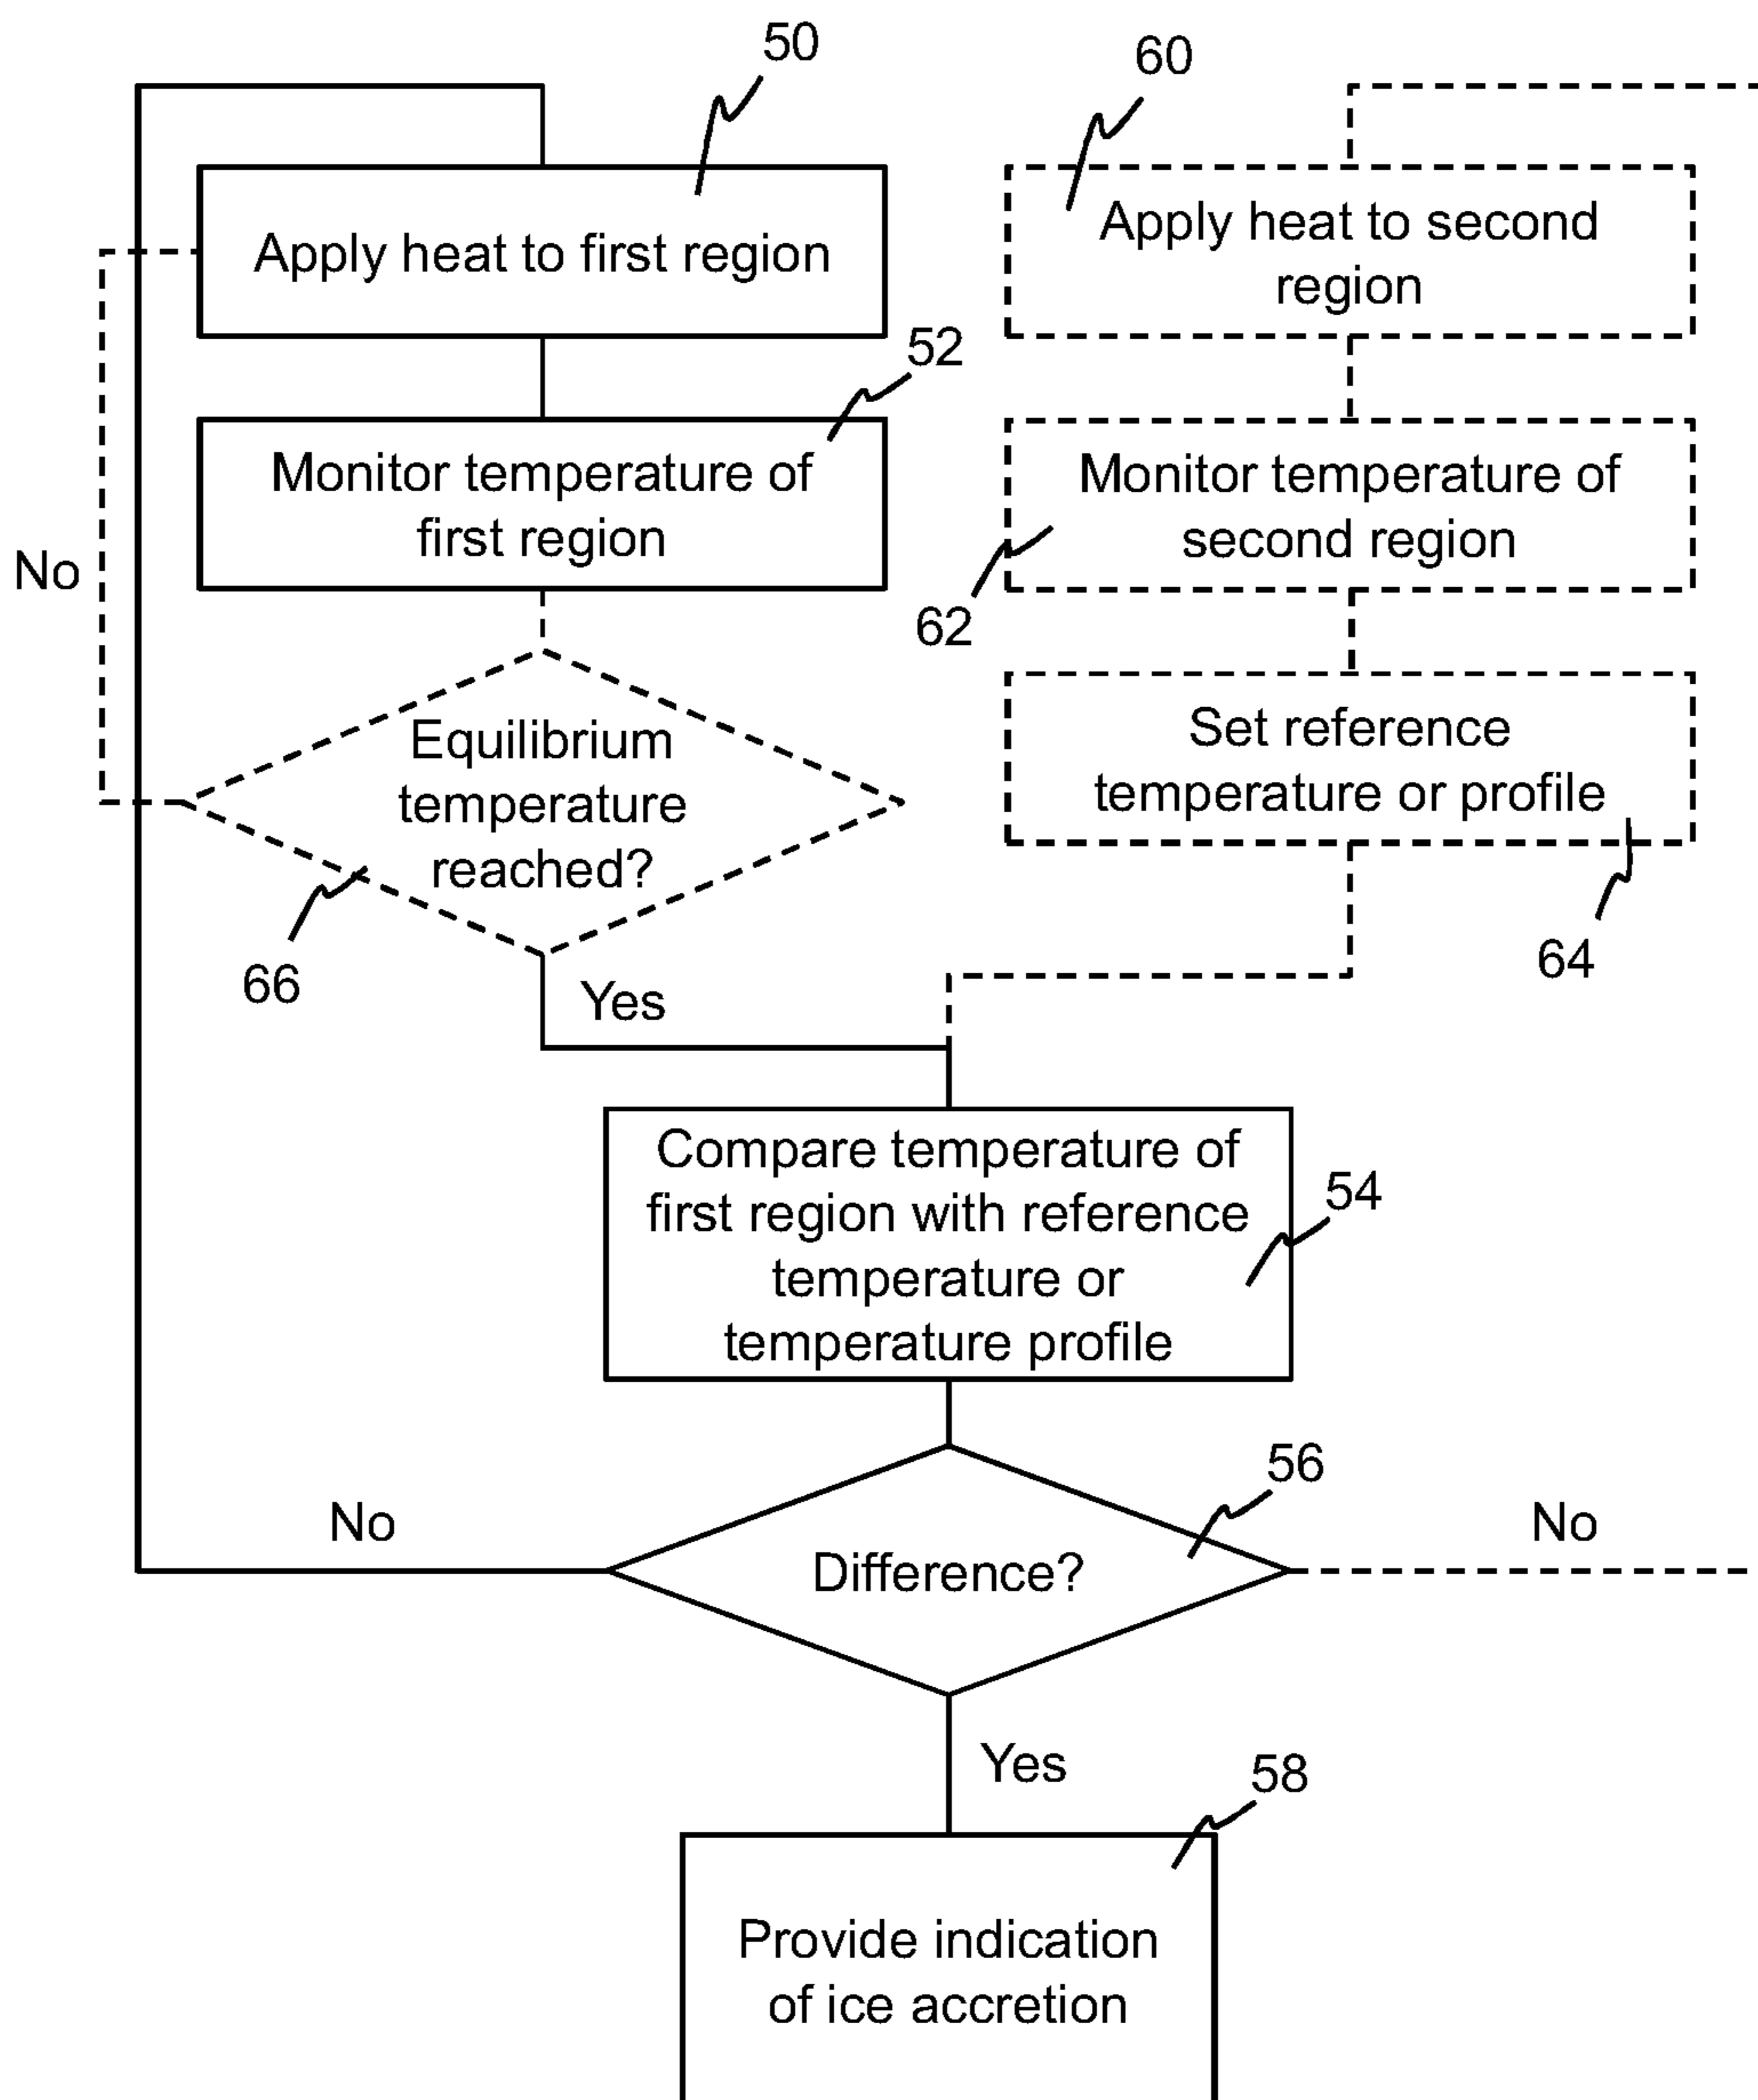 50
60
Apply heat to first region
Apply heat to second
region
52
Monitor temperature of
first region
Monitor temperature of
second region
No
62
Equilibrium
temperature
reached?
Set reference
temperature or profile
66
64
Yes
Compare temperature of
first region with reference
temperature or
temperature profile
54
56
No
Difference?
No
Yes
58
Provide indication
of ice accretion